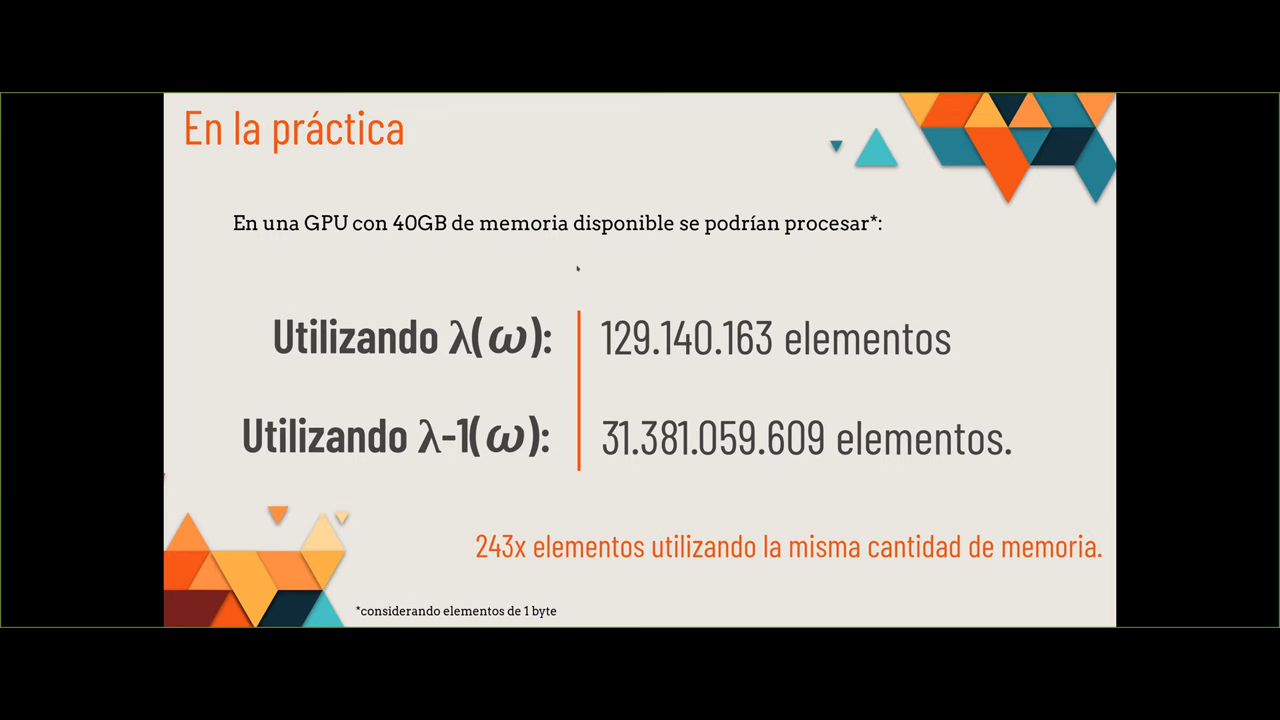 En la práctica
En una GPU con 40GB de memoria disponible se podrían procesar*:
Utilizando λ(ω): 129.140.163 elementos
Utilizando λ-1(ω): 31.381.059.609 elementos.
243x elementos utilizando la misma cantidad de memoria.
*considerando elementos de 1 byte